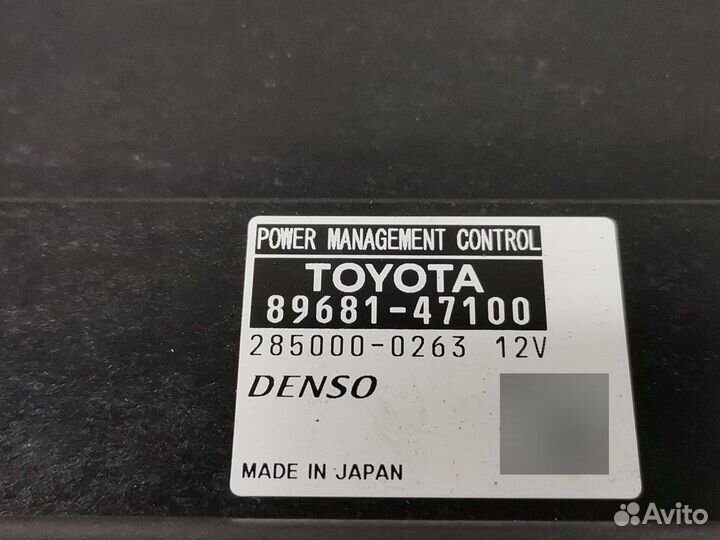 POWER MANAGEMENT CONTROL
TOYOTA
89681-47100
285000-0263 12V
DENSO
MADE IN JAPAN
Avito